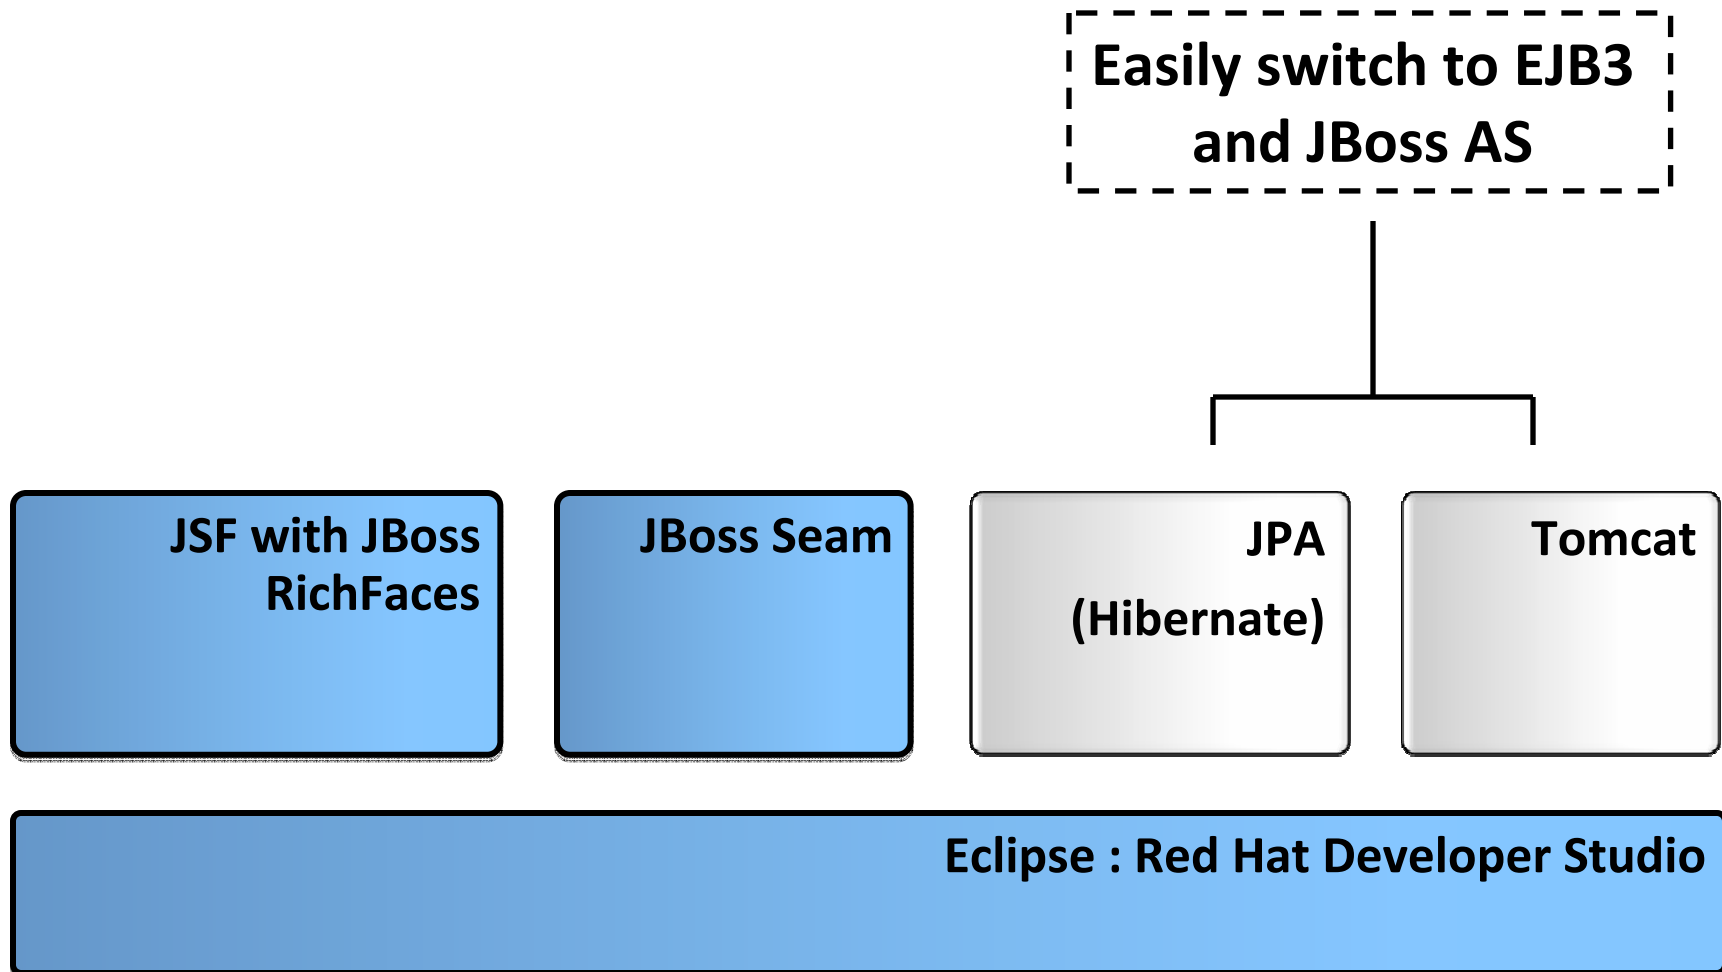 Easily switch to EJB3
and JBoss AS
JSF with JBoss
RichFaces
JBoss Seam
JPA
(Hibernate)
Tomcat
Eclipse : Red Hat Developer Studio